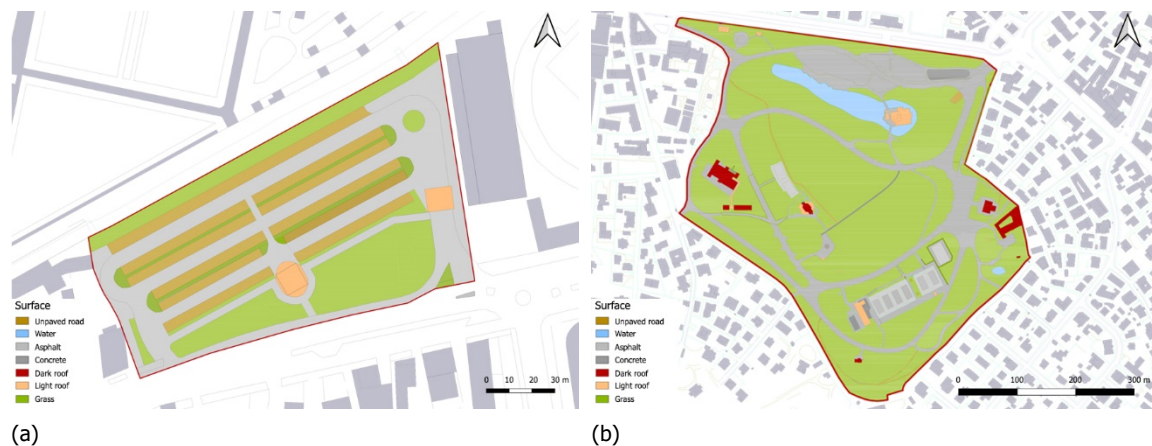 Surface
Unpaved road
Water
Asphalt
Concrete
Dark roof
Light roof
Grass
0 10 20 30 m
Surface
Unpaved road
Water
Asphalt
Concrete
Dark roof
Light roof
Grass
0 100 200 300 m
(a)
(b)